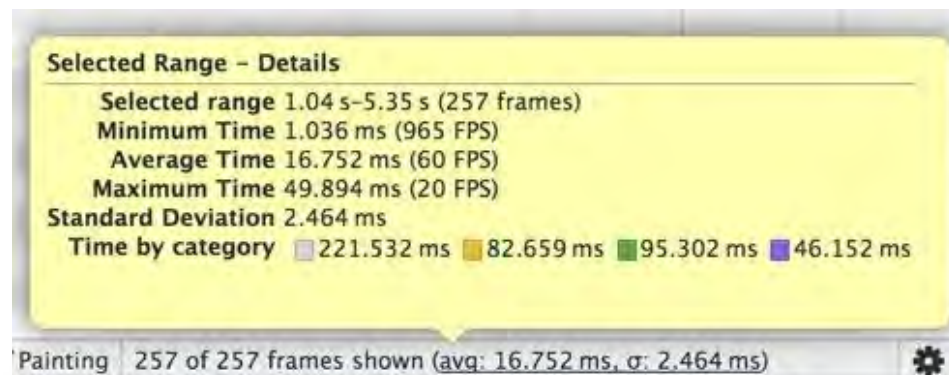 Selected Range – Details
Selected range 1.04 s–5.35 s (257 frames)
Minimum Time 1.036 ms (965 FPS)
Average Time 16.752 ms (60 FPS)
Maximum Time 49.894 ms (20 FPS)
Standard Deviation 2.464 ms
Time by category 221.532 ms 82.659 ms 95.302 ms 46.152 ms
Painting 257 of 257 frames shown (avg: 16.752 ms, σ: 2.464 ms)